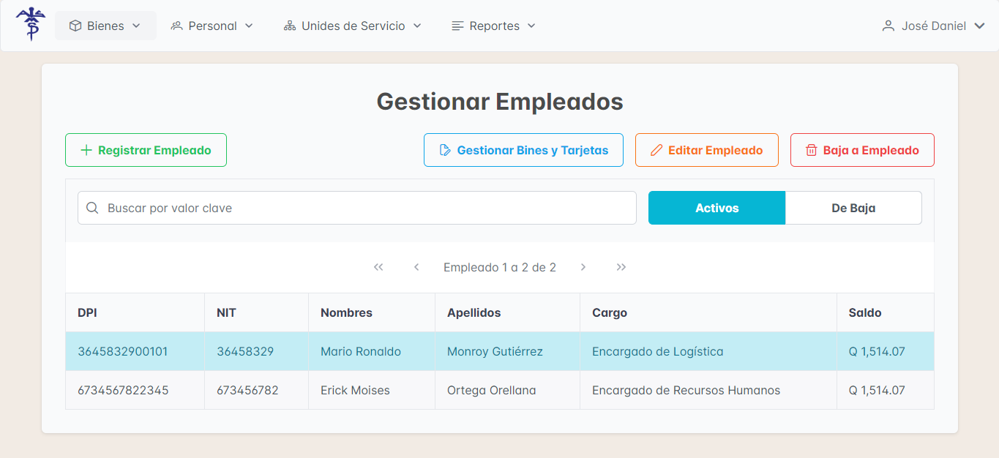 Bienes Personal Unides de Servicio Reportes José Daniel
Gestionar Empleados
Registrar Empleado Gestionar Bines y Tarjetas Editar Empleado Baja a Empleado
Buscar por valor clave Activos De Baja
Empleado 1 a 2 de 2
DPI NIT Nombres Apellidos Cargo Saldo
3645832900101 36458329 Mario Ronaldo Monroy Gutiérrez Encargado de Logística Q 1,514.07
6734567822345 673456782 Erick Moises Ortega Orellana Encargado de Recursos Humanos Q 1,514.07